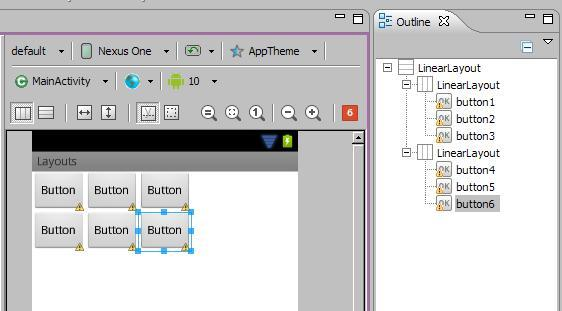 default Nexus One AppTheme
MainActivity 10
1 6
Layouts
Button Button Button
Button Button Button
Outline
LinearLayout
LinearLayout
OK button1
OK button2
OK button3
LinearLayout
OK button4
OK button5
OK button6